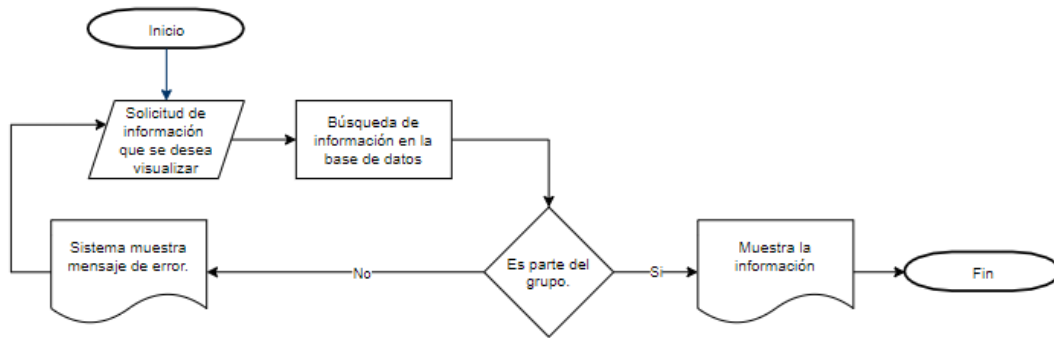 Inicio
Solicitud de
información
que se desea
visualizar
Búsqueda de
información en la
base de datos
Sistema muestra
mensaje de error.
No
Es parte del
grupo.
Si
Muestra la
información
Fin